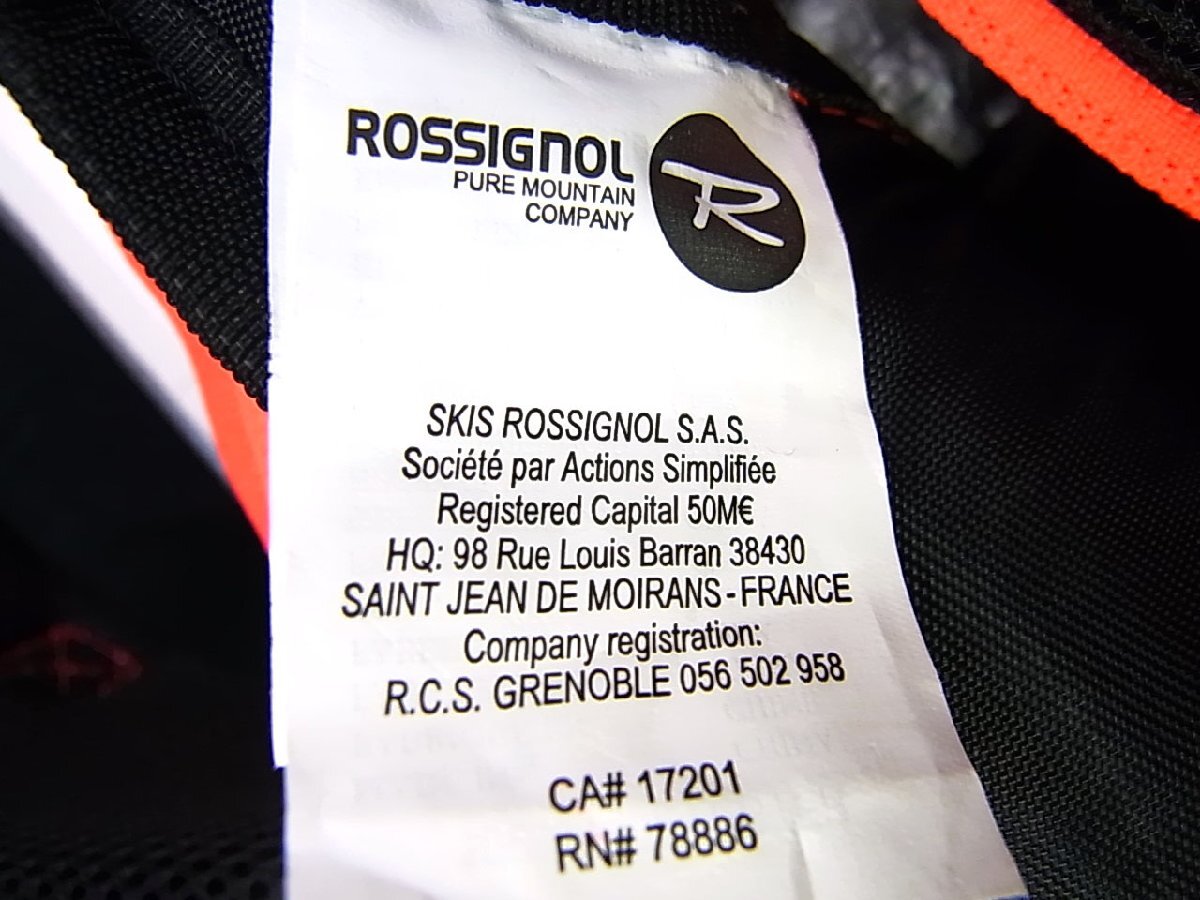 ROSSIGNOL
PURE MOUNTAIN
COMPANY
R
SKIS ROSSIGNOL S.A.S.
Société par Actions Simplifiée
Registered Capital 50M€
HQ: 98 Rue Louis Barran 38430
SAINT JEAN DE MOIRANS - FRANCE
Company registration:
R.C.S. GRENOBLE 056 502 958
CA# 17201
RN# 78886